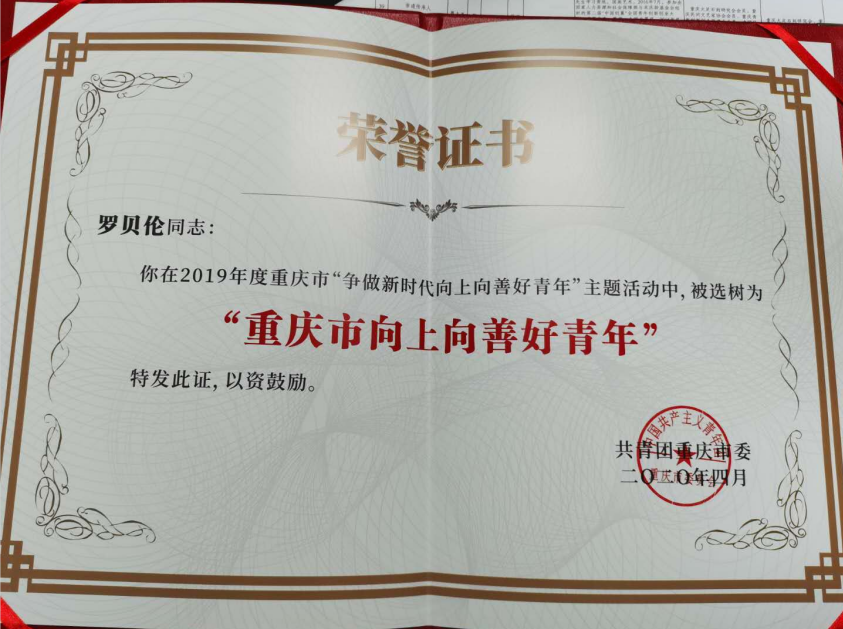 荣誉证书
罗贝伦同志：
你在2019年度重庆市“争做新时代向上向善好青年”主题活动中，被选树为
“重庆市向上向善好青年”
特发此证，以资鼓励。
共青团重庆市委
二〇二〇年四月